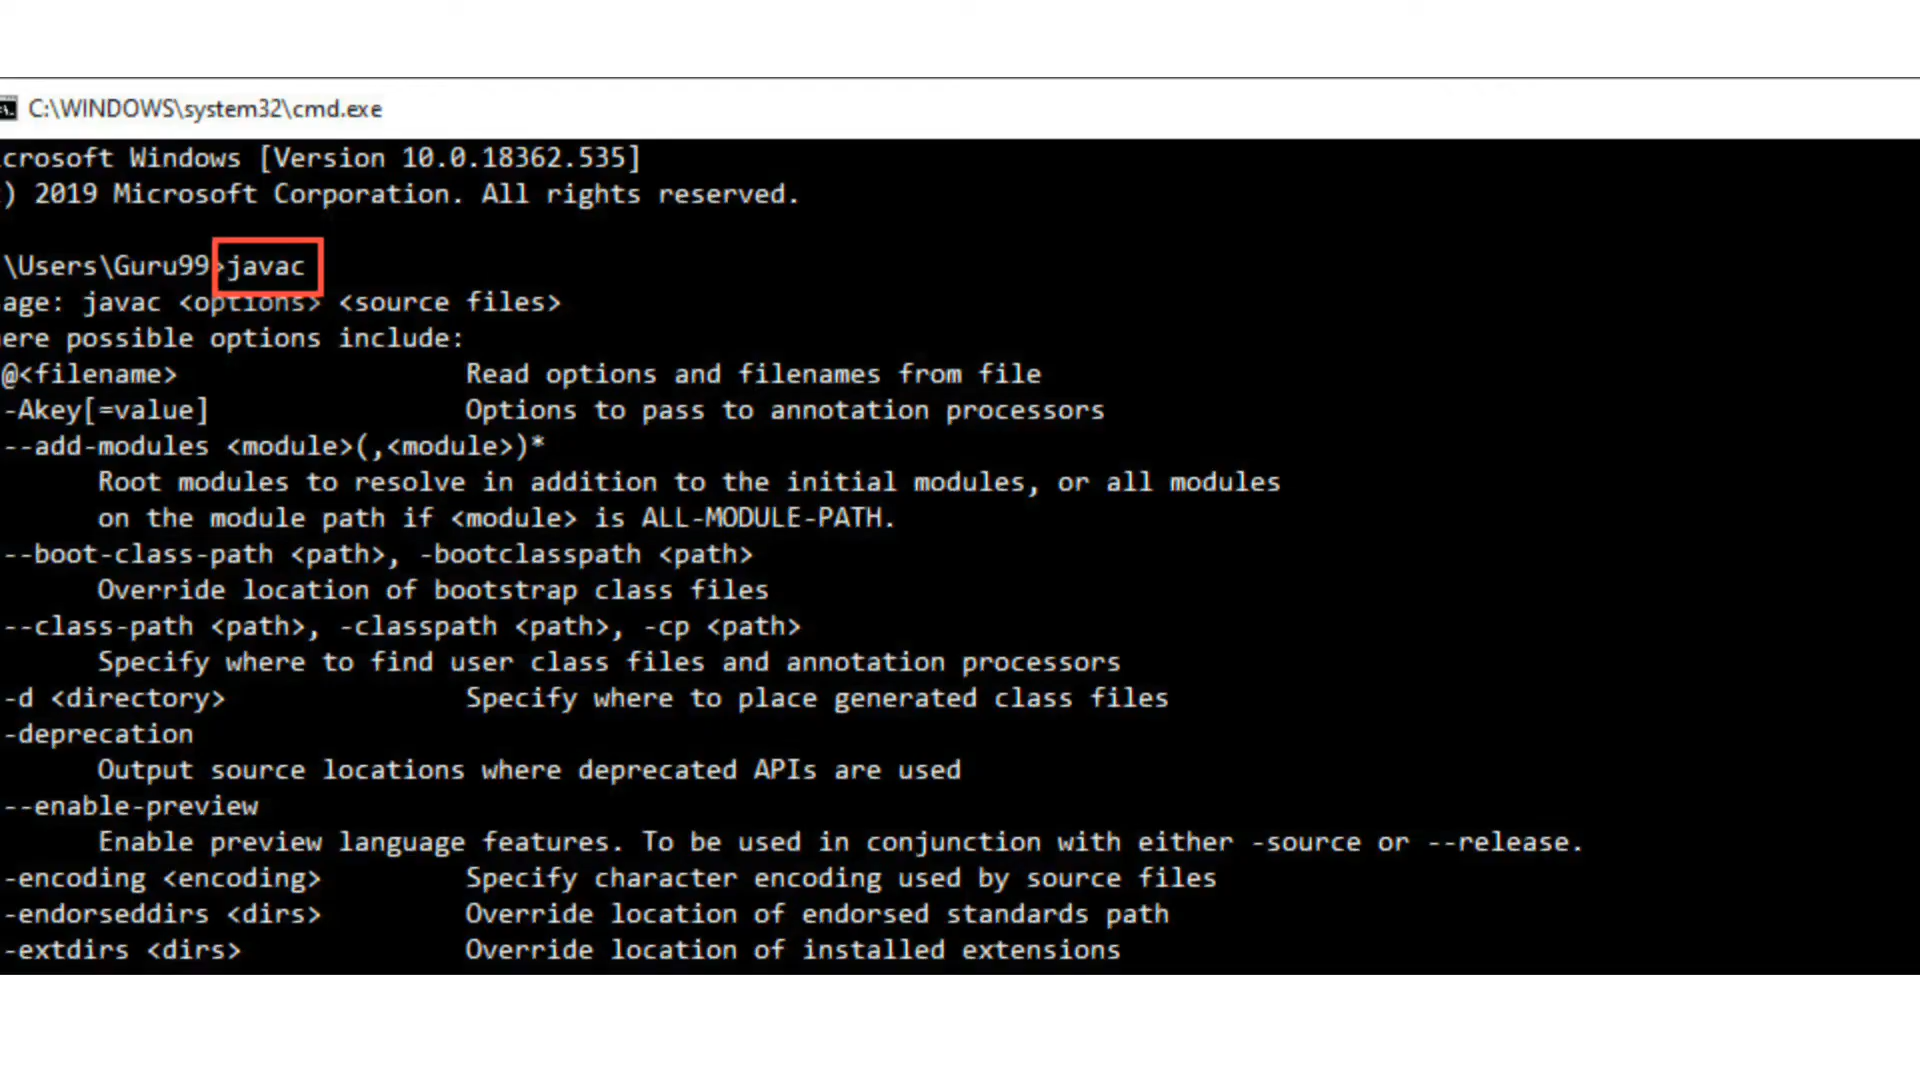 C:\WINDOWS\system32\cmd.exe
crosoft Windows [Version 10.0.18362.535]
) 2019 Microsoft Corporation. All rights reserved.
\Users\Guru99>javac
age: javac <options> <source files>
ere possible options include:
@<filename> Read options and filenames from file
-Akey[=value] Options to pass to annotation processors
--add-modules <module>(,<module>)*
Root modules to resolve in addition to the initial modules, or all modules
on the module path if <module> is ALL-MODULE-PATH.
--boot-class-path <path>, -bootclasspath <path>
Override location of bootstrap class files
--class-path <path>, -classpath <path>, -cp <path>
Specify where to find user class files and annotation processors
-d <directory> Specify where to place generated class files
-deprecation
Output source locations where deprecated APIs are used
--enable-preview
Enable preview language features. To be used in conjunction with either -source or --release.
-encoding <encoding> Specify character encoding used by source files
-endorseddirs <dirs> Override location of endorsed standards path
-extdirs <dirs> Override location of installed extensions